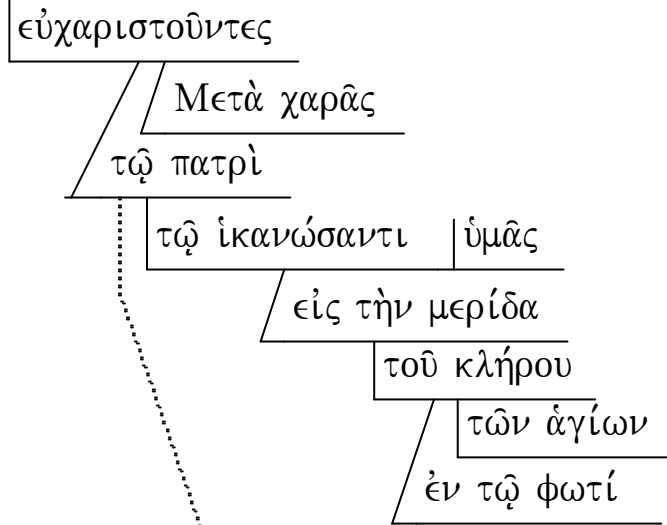 εὐχαριστοῦντες
Μετὰ χαρᾶς
τῷ πατρὶ
τῷ ἱκανώσαντι ὑμᾶς
εἰς τὴν μερίδα
τοῦ κλήρου
τῶν ἁγίων
ἐν τῷ φωτί